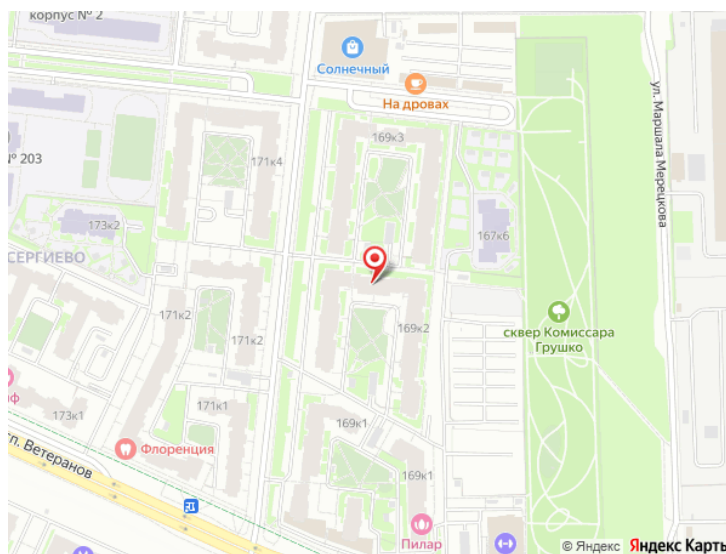 корпус № 2
Солнечный
На дровах
ул. Маршала Мерецкова
169к3
171к4
№ 203
173к2
167к6
СЕРГИЕВО
171к2
169к2
171к2
сквер Комиссара
Грушко
171к1
169к1
173к1
Флоренция
169к1
Ветеранов
Пилар
© Яндекс Яндекс Карты